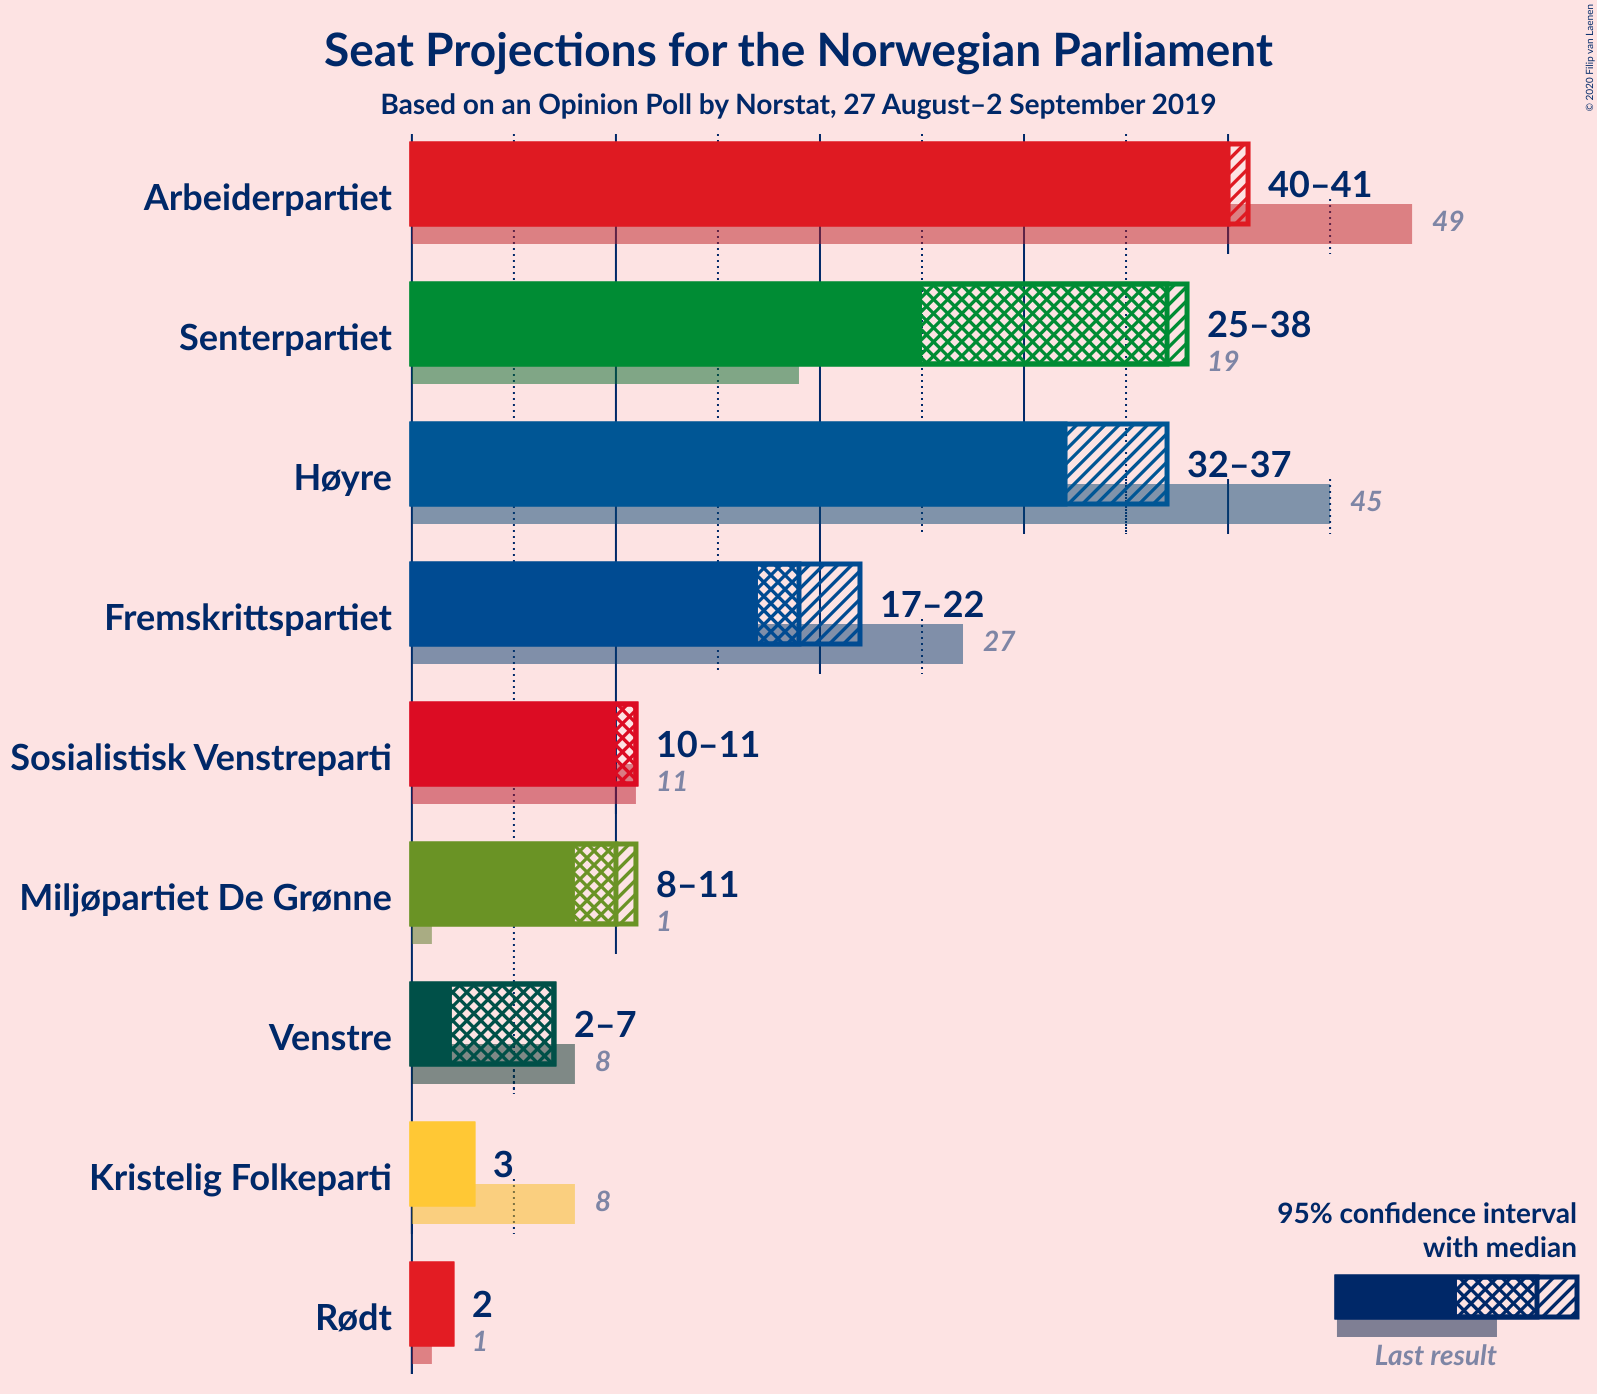 Seat Projections for the Norwegian Parliament
Based on an Opinion Poll by Norstat, 27 August–2 September 2019
© 2020 Filip van Laenen
Arbeiderpartiet
40–41
49
Senterpartiet
25–38
19
Høyre
32–37
45
Fremskrittspartiet
17–22
27
Sosialistisk Venstreparti
10–11
11
Miljøpartiet De Grønne
8–11
1
Venstre
2–7
8
Kristelig Folkeparti
3
8
Rødt
2
1
95% confidence interval
with median
Last result